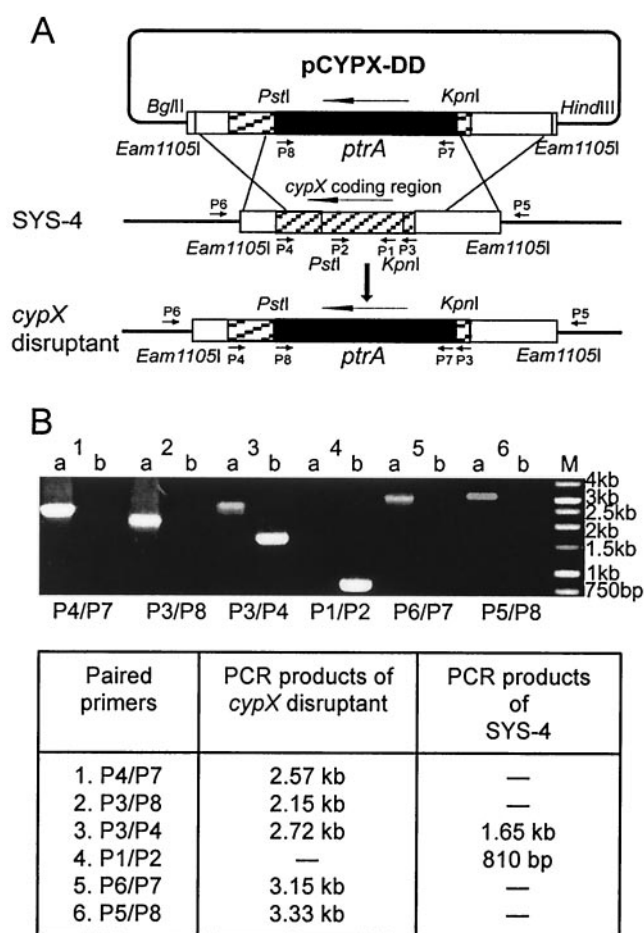 A
pCYPX-DD
BglII PstI KpnI HindIII
Eam1105I P8 ptrA P7 Eam1105I
cypX coding region
SYS-4 P6 P5
Eam1105I P4 P2 P1 P3 Eam1105I
PstI KpnI
cypX disruptant
P6 PstI KpnI P5
Eam1105I P4 P8 ptrA P7 P3 Eam1105I
B
1 2 3 4 5 6
a b a b a b a b a b a b M
4kb
3kb
2.5kb
2kb
1.5kb
1kb
750bp
P4/P7 P3/P8 P3/P4 P1/P2 P6/P7 P5/P8
Paired primers PCR products of cypX disruptant PCR products of SYS-4
1. P4/P7 2.57 kb —
2. P3/P8 2.15 kb —
3. P3/P4 2.72 kb 1.65 kb
4. P1/P2 — 810 bp
5. P6/P7 3.15 kb —
6. P5/P8 3.33 kb —